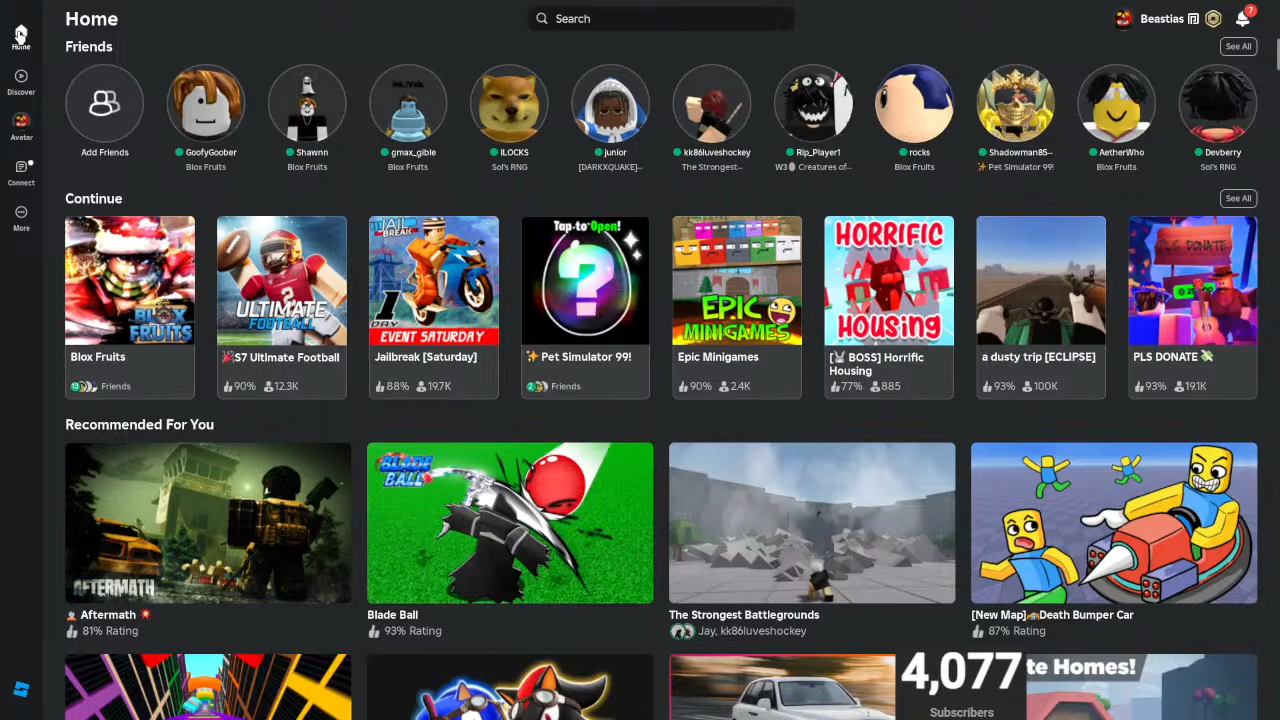 Home
Search
Beastias
7
Home
Discover
Avatar
Connect
More
Friends
See All
Add Friends
GoofyGoober
Blox Fruits
Shawnn
Blox Fruits
gmax_gible
Blox Fruits
ILOCKS
Sol's RNG
junior
[DARKXQUAKE]--
kk86luveshockey
The Strongest--
Rip_Player1
W3 Creatures of--
rocks
Blox Fruits
Shadowman85--
✨ Pet Simulator 99!
AetherWho
Blox Fruits
Devberry
Sol's RNG
Continue
See All
BLOX FRUITS
Blox Fruits
13 Friends
ULTIMATE
FOOTBALL
🎉S7 Ultimate Football
90% 12.3K
JAIL
BREAK
1
DAY
EVENT SATURDAY
Jailbreak [Saturday]
88% 19.7K
Tap to Open!
?
✨ Pet Simulator 99!
2 Friends
EPIC
MINIGAMES
Epic Minigames
90% 2.4K
HORRIFIC
HOUSING
[🐰 BOSS] Horrific
Housing
77% 885
a dusty trip [ECLIPSE]
93% 100K
PLS DONATE
PLS DONATE 💸
93% 19.1K
Recommended For You
AFTERMATH
Aftermath 💥
81% Rating
BLADE
BALL
Blade Ball
93% Rating
The Strongest Battlegrounds
Jay, kk86luveshockey
[New Map]Death Bumper Car
87% Rating
4,077
Subscribers
te Homes!